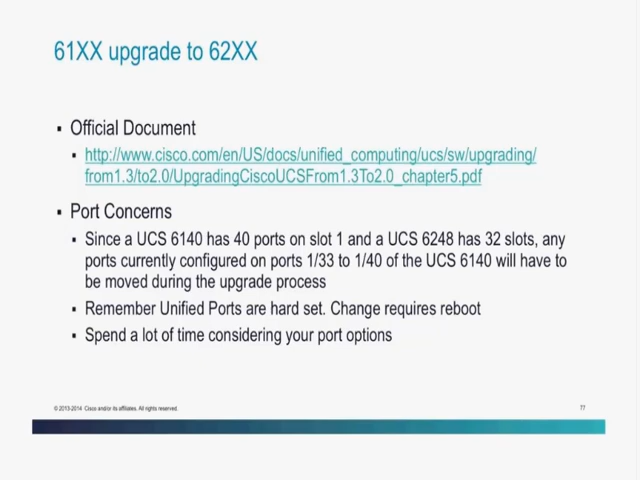 61XX upgrade to 62XX
▪ Official Document
▪ http://www.cisco.com/en/US/docs/unified_computing/ucs/sw/upgrading/
from1.3/to2.0/UpgradingCiscoUCSFrom1.3To2.0_chapter5.pdf
▪ Port Concerns
▪ Since a UCS 6140 has 40 ports on slot 1 and a UCS 6248 has 32 slots, any
ports currently configured on ports 1/33 to 1/40 of the UCS 6140 will have to
be moved during the upgrade process
▪ Remember Unified Ports are hard set. Change requires reboot
▪ Spend a lot of time considering your port options
© 2013-2014 Cisco and/or its affiliates. All rights reserved.
77